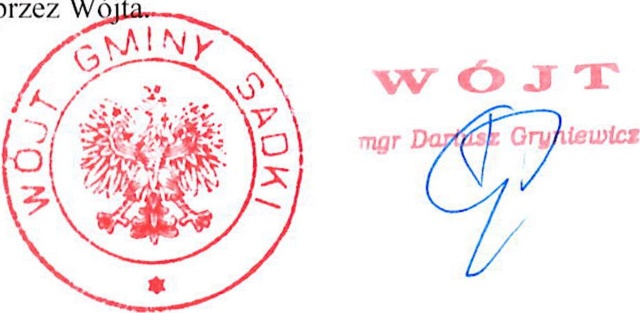 przez Wójta.
WÓJT GMINY SADKI
WÓJT
mgr Dariusz Gryniewicz